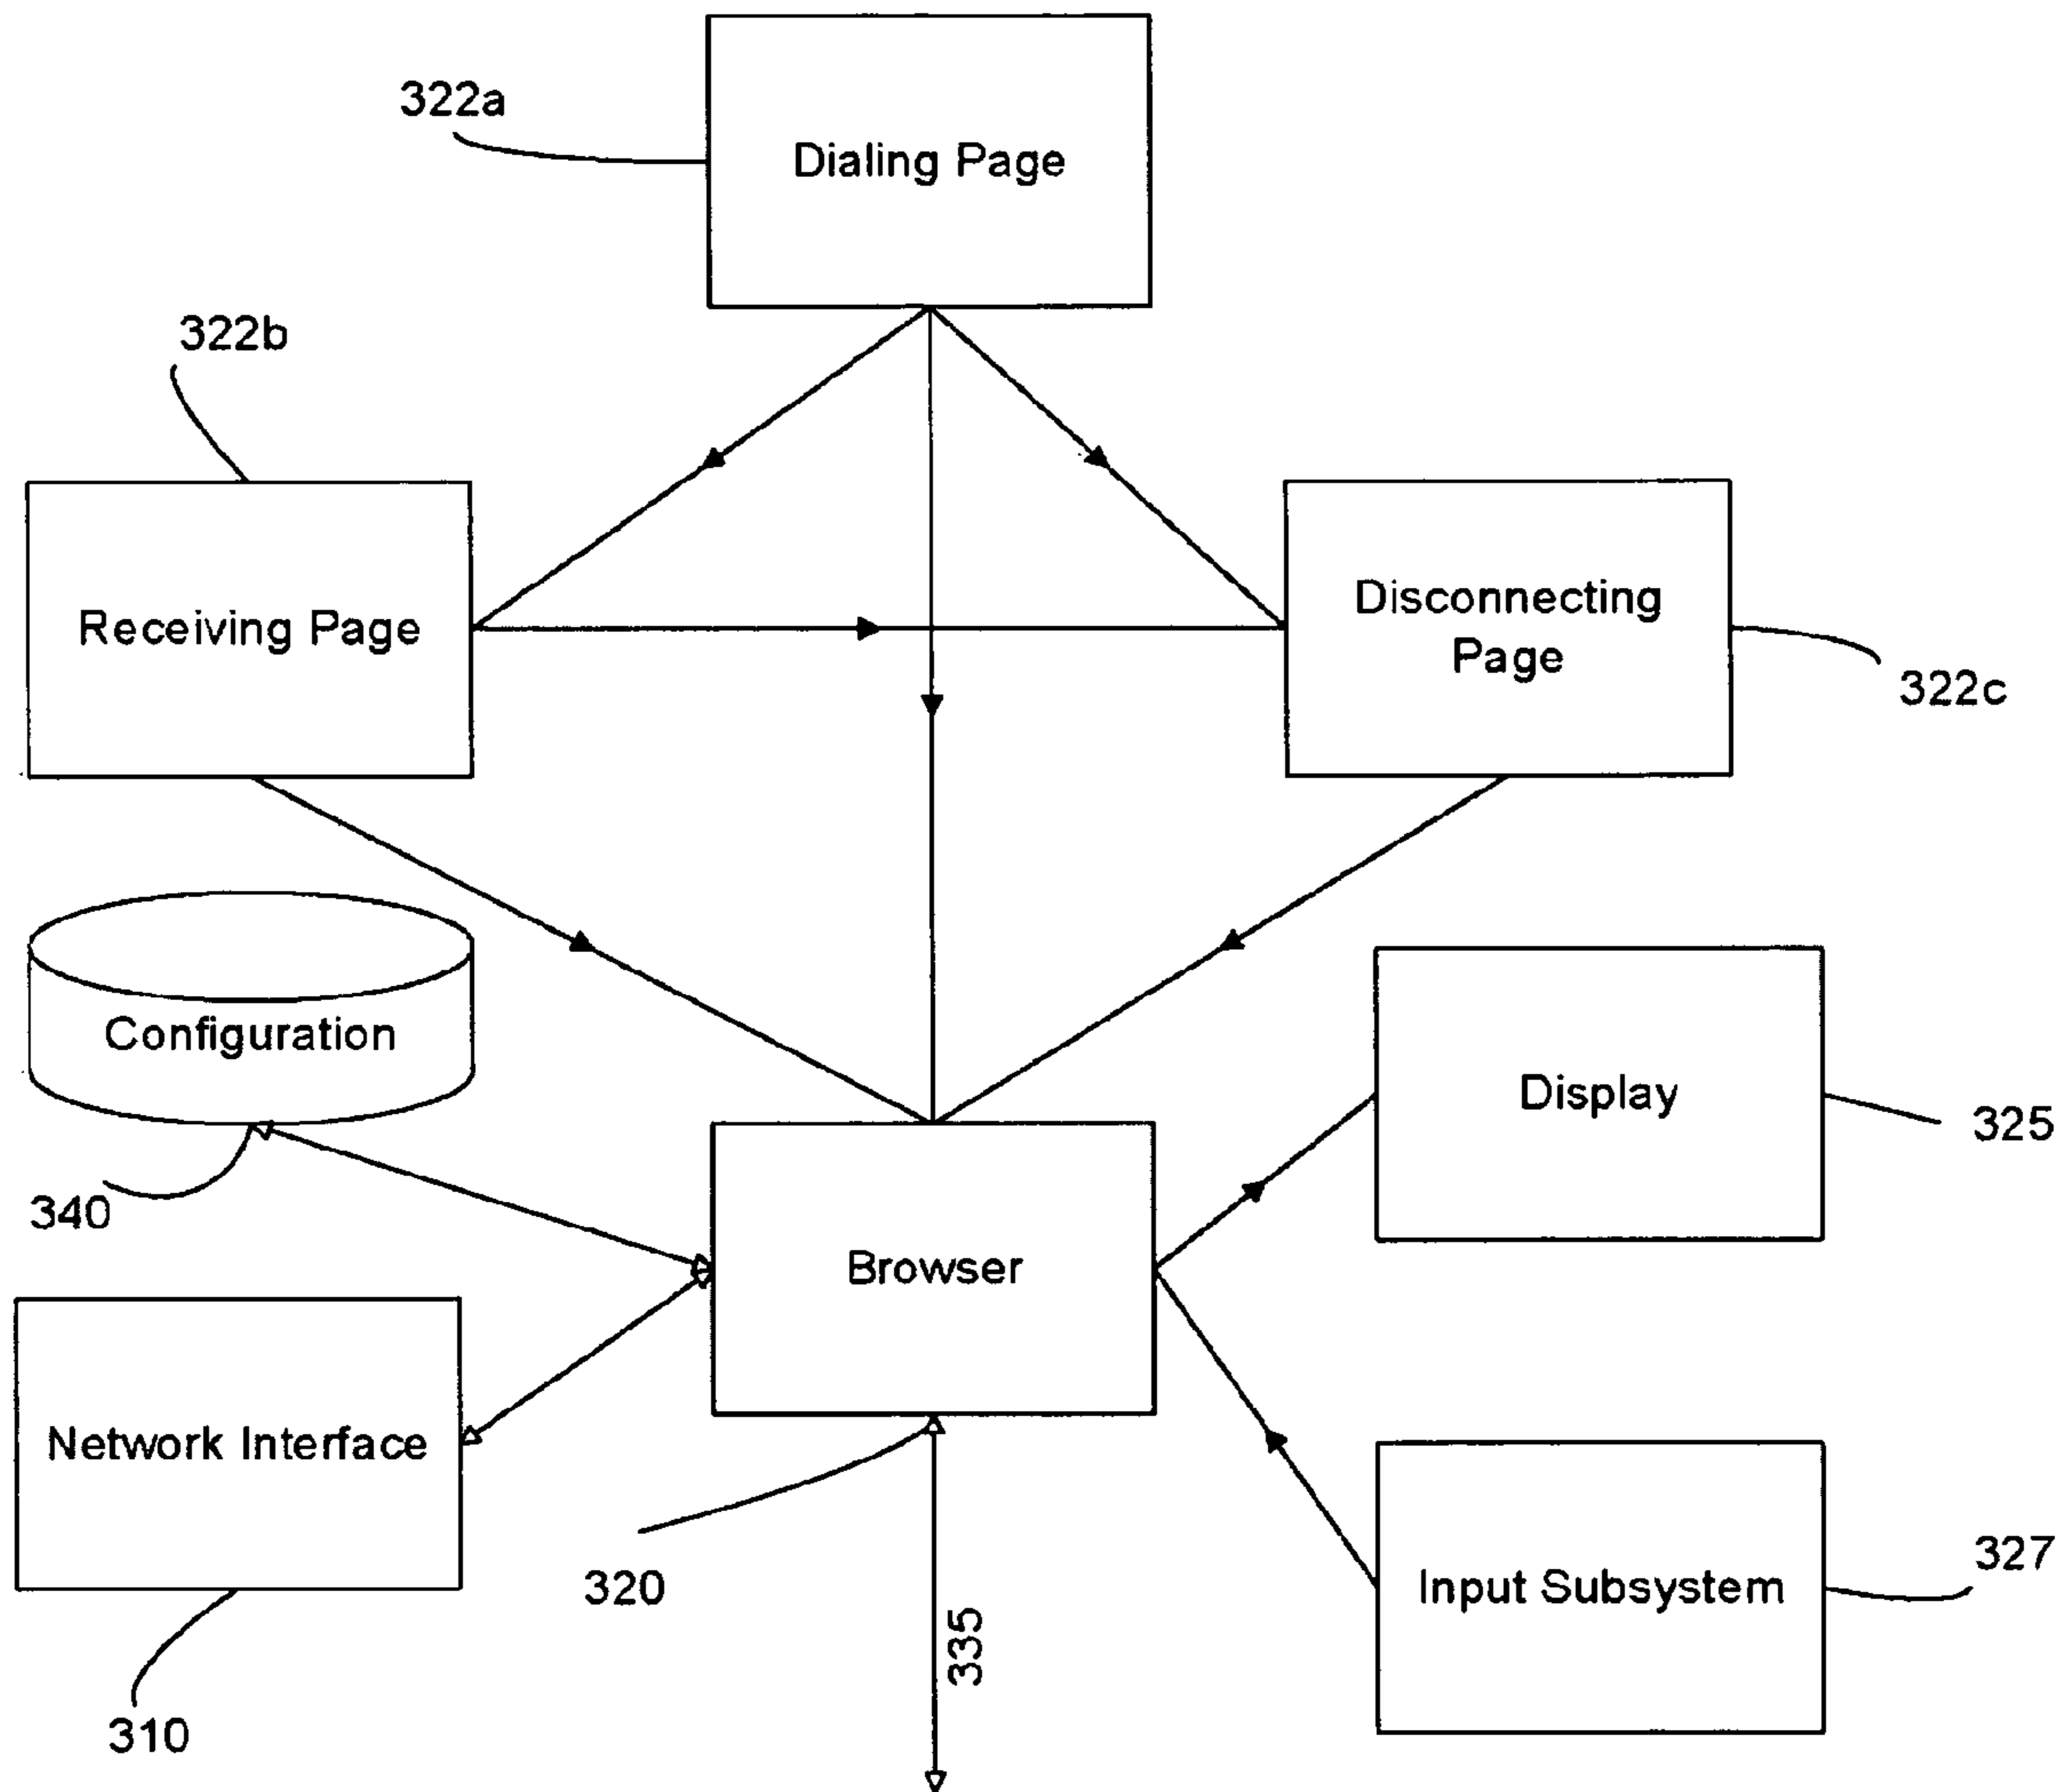 322a
Dialing Page
322b
Receiving Page
Disconnecting
Page
322c
Configuration
Display
325
340
Browser
Network Interface
320
335
Input Subsystem
327
310